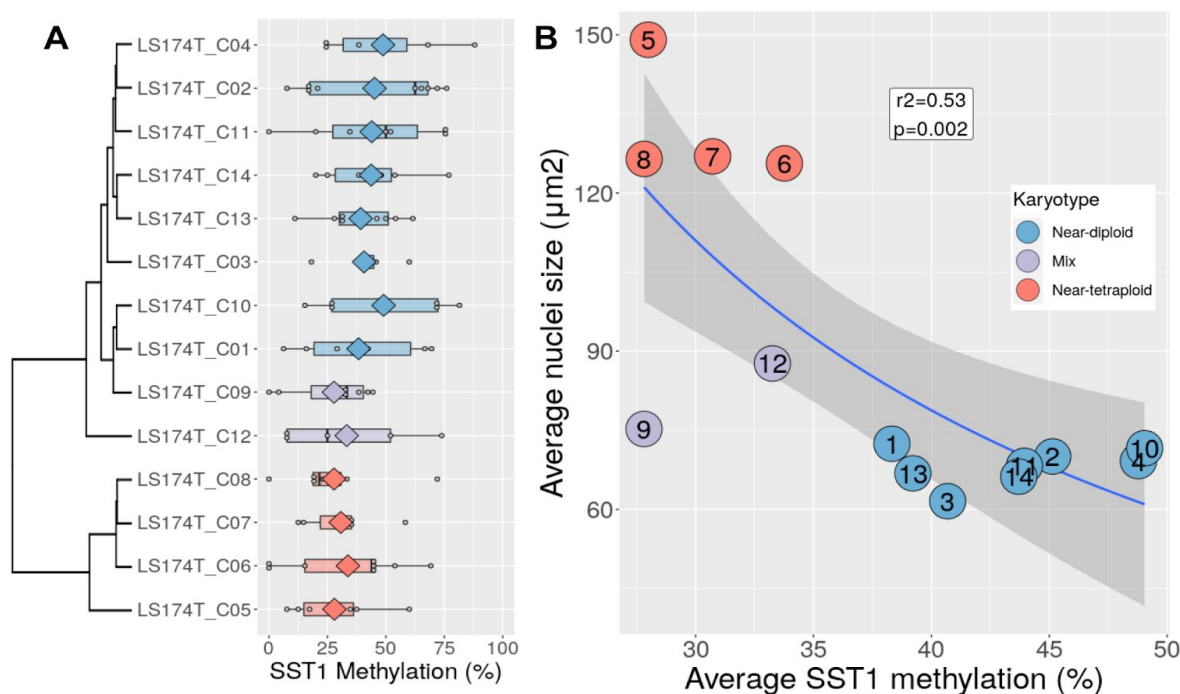 A
LS174T_C04
LS174T_C02
LS174T_C11
LS174T_C14
LS174T_C13
LS174T_C03
LS174T_C10
LS174T_C01
LS174T_C09
LS174T_C12
LS174T_C08
LS174T_C07
LS174T_C06
LS174T_C05
0 25 50 75 100
SST1 Methylation (%)
B
Average nuclei size (µm2)
150
120
90
60
5
8
7
6
12
9
1
13
3
11
14
2
10
4
r2=0.53
p=0.002
Karyotype
Near-diploid
Mix
Near-tetraploid
30 35 40 45 50
Average SST1 methylation (%)